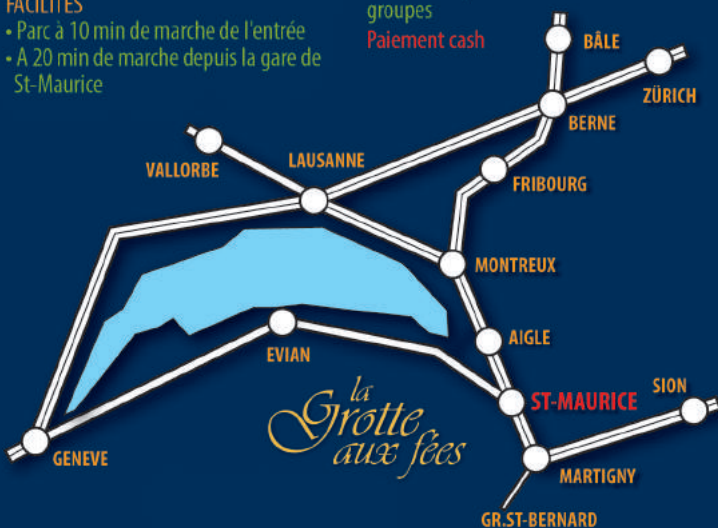 FACILITÉS
• Parc à 10 min de marche de l'entrée
• A 20 min de marche depuis la gare de
St-Maurice
groupes
Paiement cash
BÂLE
ZÜRICH
BERNE
VALLORBE
LAUSANNE
FRIBOURG
MONTREUX
AIGLE
EVIAN
ST-MAURICE
SION
la
Grotte
aux fées
GENEVE
MARTIGNY
GR.ST-BERNARD